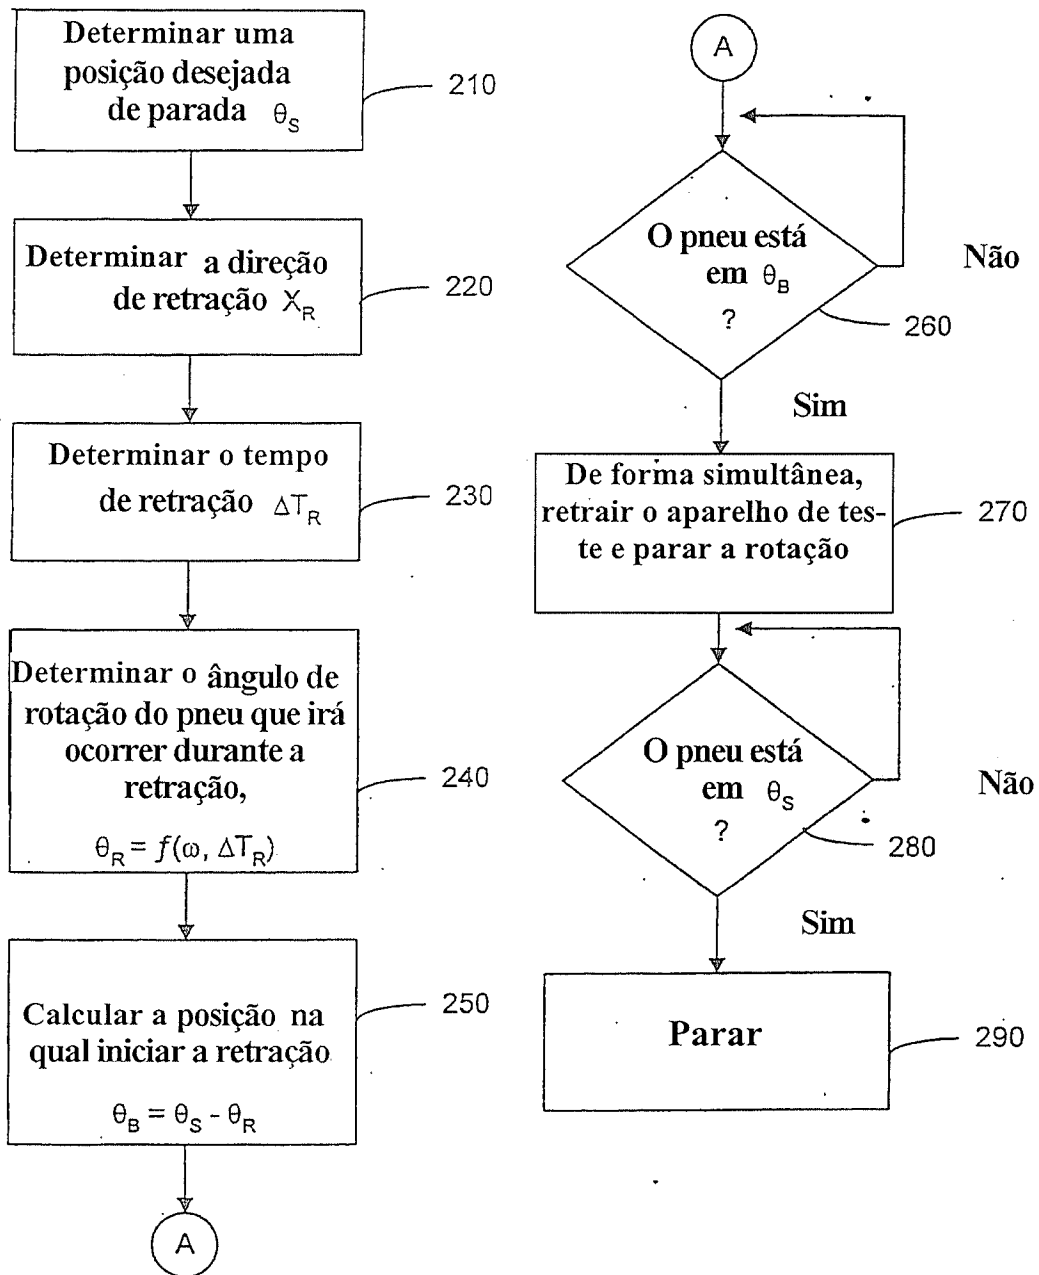 Determinar uma
posição desejada
de parada θS
210
Determinar a direção
de retração XR
220
Determinar o tempo
de retração ΔTR
230
Determinar o ângulo de
rotação do pneu que irá
ocorrer durante a
retração,
θR = f(ω, ΔTR)
240
Calcular a posição na
qual iniciar a retração
θB = θS - θR
250
A
A
O pneu está
em θB
?
Não
260
Sim
De forma simultânea,
retrair o aparelho de tes-
te e parar a rotação
270
O pneu está
em θS
?
Não
280
Sim
Parar
290